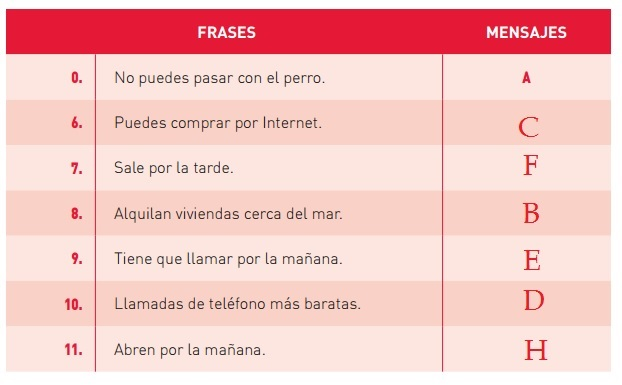 FRASES MENSAJES
0. No puedes pasar con el perro. A
6. Puedes comprar por Internet. C
7. Sale por la tarde. F
8. Alquilan viviendas cerca del mar. B
9. Tiene que llamar por la mañana. E
10. Llamadas de teléfono más baratas. D
11. Abren por la mañana. H